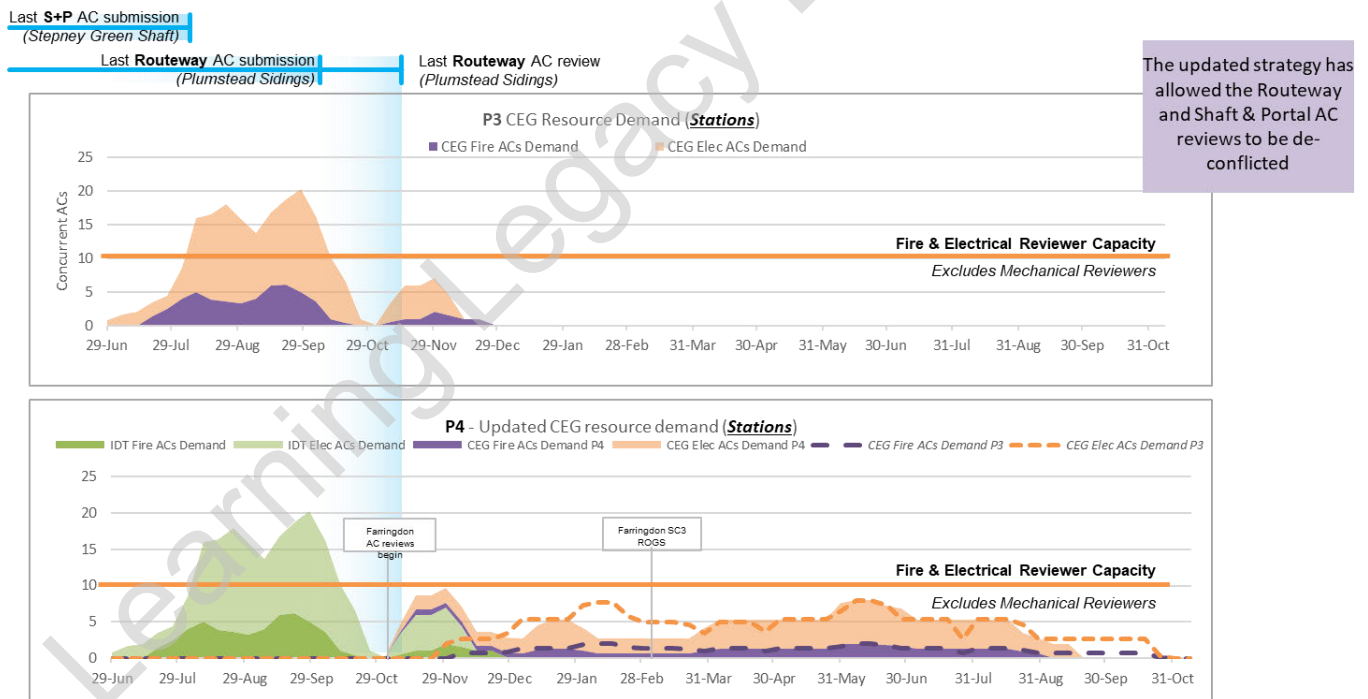 Last S+P AC submission
(Stepney Green Shaft)
Last Routeway AC submission
(Plumstead Sidings)
Last Routeway AC review
(Plumstead Sidings)
The updated strategy has
allowed the Routeway
and Shaft & Portal AC
reviews to be de-
conflicted
P3 CEG Resource Demand (Stations)
CEG Fire ACs Demand CEG Elec ACs Demand
Concurrent ACs
25
20
15
10
5
0
Fire & Electrical Reviewer Capacity
Excludes Mechanical Reviewers
29-Jun 29-Jul 29-Aug 29-Sep 29-Oct 29-Nov 29-Dec 29-Jan 28-Feb 31-Mar 30-Apr 31-May 30-Jun 31-Jul 31-Aug 30-Sep 31-Oct
P4 - Updated CEG resource demand (Stations)
IDT Fire ACs Demand IDT Elec ACs Demand CEG Fire ACs Demand P4 CEG Elec ACs Demand P4 CEG Fire ACs Demand P3 CEG Elec ACs Demand P3
25
20
15
10
5
0
Farringdon
AC reviews
begin
Farringdon SC3
ROGS
Fire & Electrical Reviewer Capacity
Excludes Mechanical Reviewers
29-Jun 29-Jul 29-Aug 29-Sep 29-Oct 29-Nov 29-Dec 29-Jan 28-Feb 31-Mar 30-Apr 31-May 30-Jun 31-Jul 31-Aug 30-Sep 31-Oct
Learning Legacy